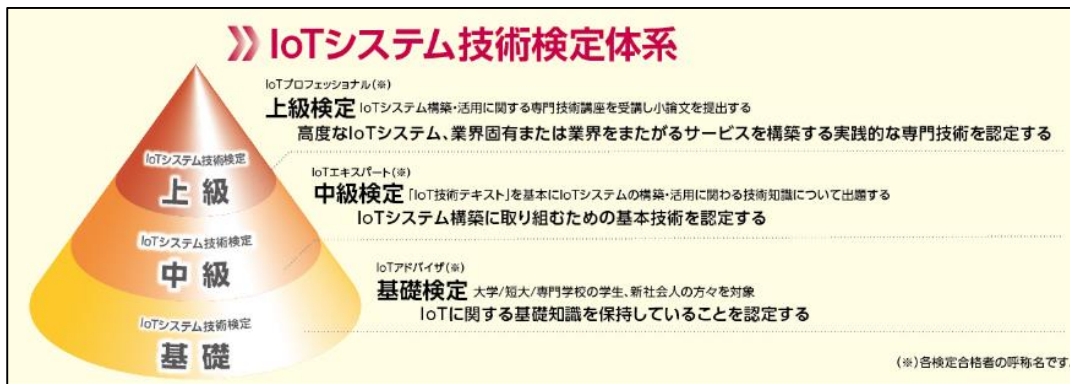 IoTシステム技術検定体系
IoTプロフェッショナル(※)
上級検定 IoTシステム構築・活用に関する専門技術講座を受講し小論文を提出する
高度なIoTシステム、業界固有または業界をまたがるサービスを構築する実践的な専門技術を認定する
IoTシステム技術検定
上級
IoTエキスパート(※)
中級検定 「IoT技術テキスト」を基本にIoTシステムの構築・活用に関わる技術知識について出題する
IoTシステム構築に取り組むための基本技術を認定する
IoTシステム技術検定
中級
IoTアドバイザ(※)
基礎検定 大学/短大/専門学校の学生、新社会人の方々を対象
IoTに関する基礎知識を保持していることを認定する
IoTシステム技術検定
基礎
(※)各検定合格者の呼称名です。